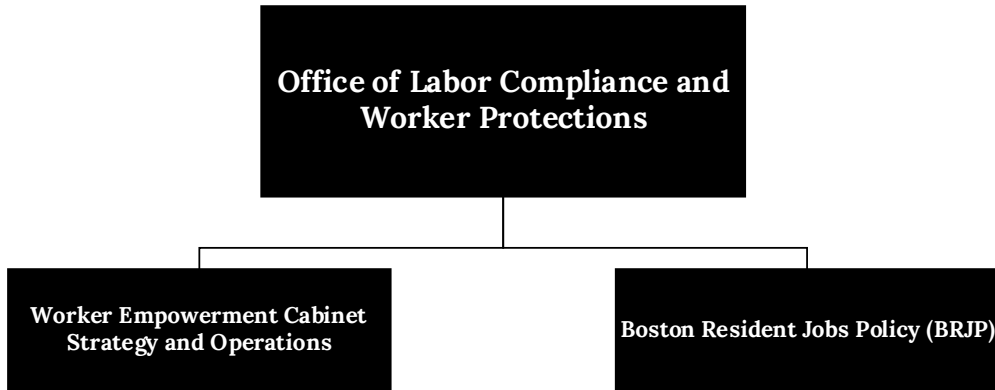 Office of Labor Compliance and
Worker Protections
Worker Empowerment Cabinet
Strategy and Operations
Boston Resident Jobs Policy (BRJP)